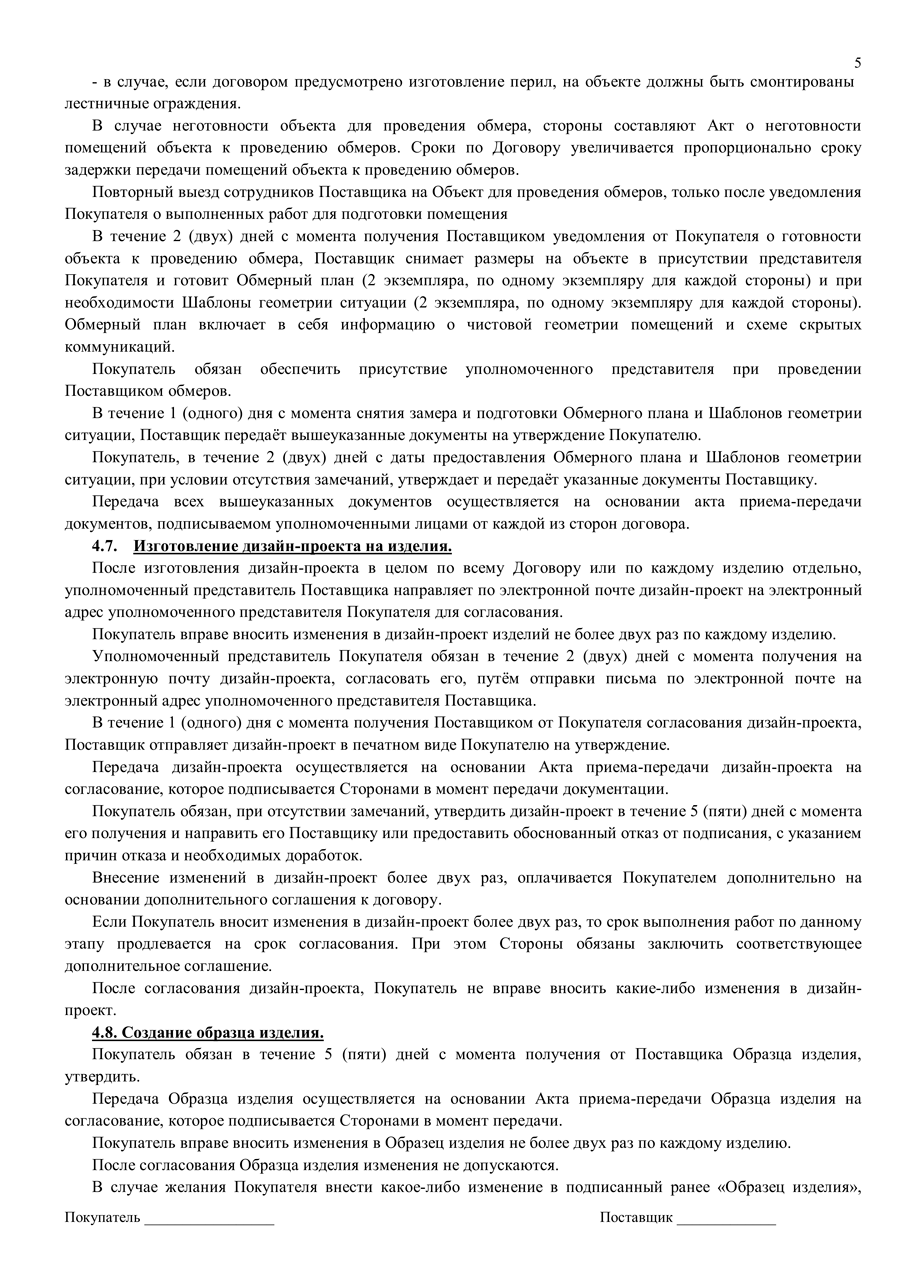 5
- в случае, если договором предусмотрено изготовление перил, на объекте должны быть смонтированы
лестничные ограждения.
В случае неготовности объекта для проведения обмера, стороны составляют Акт о неготовности
помещений объекта к проведению обмеров. Сроки по Договору увеличивается пропорционально сроку
задержки передачи помещений объекта к проведению обмеров.
Повторный выезд сотрудников Поставщика на Объект для проведения обмеров, только после уведомления
Покупателя о выполненных работ для подготовки помещения
В течение 2 (двух) дней с момента получения Поставщиком уведомления от Покупателя о готовности
объекта к проведению обмера, Поставщик снимает размеры на объекте в присутствии представителя
Покупателя и готовит Обмерный план (2 экземпляра, по одному экземпляру для каждой стороны) и при
необходимости Шаблоны геометрии ситуации (2 экземпляра, по одному экземпляру для каждой стороны).
Обмерный план включает в себя информацию о чистовой геометрии помещений и схеме скрытых
коммуникаций.
Покупатель обязан обеспечить присутствие уполномоченного представителя при проведении
Поставщиком обмеров.
В течение 1 (одного) дня с момента снятия замера и подготовки Обмерного плана и Шаблонов геометрии
ситуации, Поставщик передаёт вышеуказанные документы на утверждение Покупателю.
Покупатель, в течение 2 (двух) дней с даты предоставления Обмерного плана и Шаблонов геометрии
ситуации, при условии отсутствия замечаний, утверждает и передаёт указанные документы Поставщику.
Передача всех вышеуказанных документов осуществляется на основании акта приема-передачи
документов, подписываемом уполномоченными лицами от каждой из сторон договора.
4.7. Изготовление дизайн-проекта на изделия.
После изготовления дизайн-проекта в целом по всему Договору или по каждому изделию отдельно,
уполномоченный представитель Поставщика направляет по электронной почте дизайн-проект на электронный
адрес уполномоченного представителя Покупателя для согласования.
Покупатель вправе вносить изменения в дизайн-проект изделий не более двух раз по каждому изделию.
Уполномоченный представитель Покупателя обязан в течение 2 (двух) дней с момента получения на
электронную почту дизайн-проекта, согласовать его, путём отправки письма по электронной почте на
электронный адрес уполномоченного представителя Поставщика.
В течение 1 (одного) дня с момента получения Поставщиком от Покупателя согласования дизайн-проекта,
Поставщик отправляет дизайн-проект в печатном виде Покупателю на утверждение.
Передача дизайн-проекта осуществляется на основании Акта приема-передачи дизайн-проекта на
согласование, которое подписывается Сторонами в момент передачи документации.
Покупатель обязан, при отсутствии замечаний, утвердить дизайн-проект в течение 5 (пяти) дней с момента
его получения и направить его Поставщику или предоставить обоснованный отказ от подписания, с указанием
причин отказа и необходимых доработок.
Внесение изменений в дизайн-проект более двух раз, оплачивается Покупателем дополнительно на
основании дополнительного соглашения к договору.
Если Покупатель вносит изменения в дизайн-проект более двух раз, то срок выполнения работ по данному
этапу продлевается на срок согласования. При этом Стороны обязаны заключить соответствующее
дополнительное соглашение.
После согласования дизайн-проекта, Покупатель не вправе вносить какие-либо изменения в дизайн-
проект.
4.8. Создание образца изделия.
Покупатель обязан в течение 5 (пяти) дней с момента получения от Поставщика Образца изделия,
утвердить.
Передача Образца изделия осуществляется на основании Акта приема-передачи Образца изделия на
согласование, которое подписывается Сторонами в момент передачи.
Покупатель вправе вносить изменения в Образец изделия не более двух раз по каждому изделию.
После согласования Образца изделия изменения не допускаются.
В случае желания Покупателя внести какое-либо изменение в подписанный ранее «Образец изделия»,
Покупатель _________________ Поставщик _____________